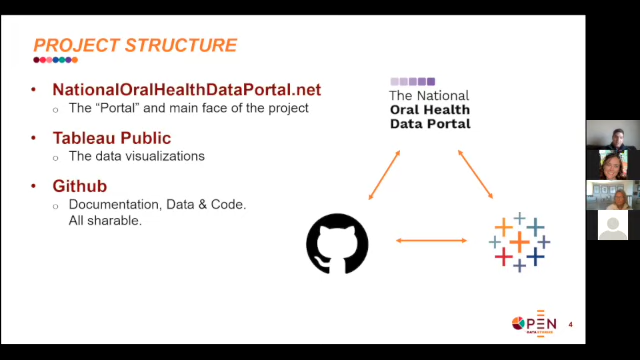 PROJECT STRUCTURE
• NationalOralHealthDataPortal.net
o The “Portal” and main face of the project
• Tableau Public
o The data visualizations
• Github
o Documentation, Data & Code.
All sharable.
The National
Oral Health
Data Portal
OPEN
DATA STUDIO
4